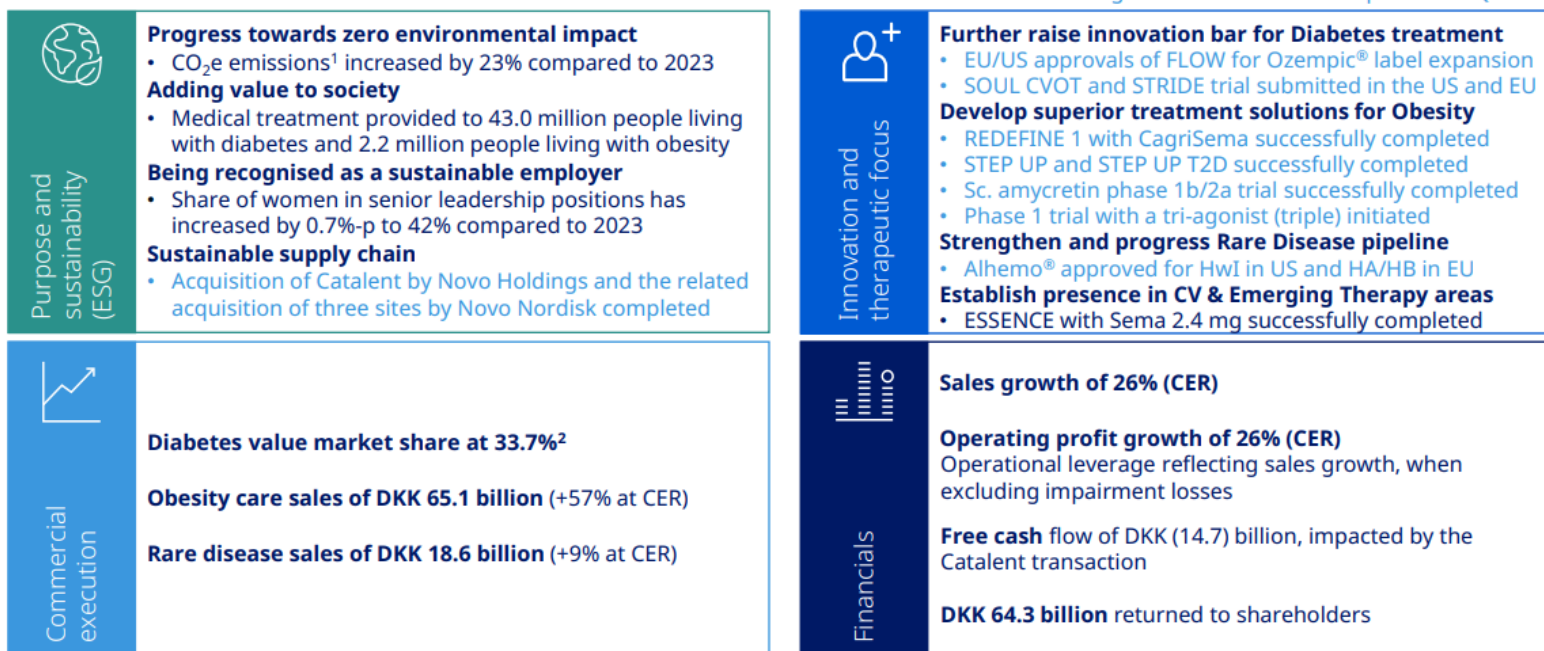 Purpose and
sustainability
(ESG)
Progress towards zero environmental impact
• CO₂e emissions¹ increased by 23% compared to 2023
Adding value to society
• Medical treatment provided to 43.0 million people living
with diabetes and 2.2 million people living with obesity
Being recognised as a sustainable employer
• Share of women in senior leadership positions has
increased by 0.7%-p to 42% compared to 2023
Sustainable supply chain
• Acquisition of Catalent by Novo Holdings and the related
acquisition of three sites by Novo Nordisk completed
Innovation and
therapeutic focus
Further raise innovation bar for Diabetes treatment
• EU/US approvals of FLOW for Ozempic® label expansion
• SOUL CVOT and STRIDE trial submitted in the US and EU
Develop superior treatment solutions for Obesity
• REDEFINE 1 with CagriSema successfully completed
• STEP UP and STEP UP T2D successfully completed
• Sc. amycretin phase 1b/2a trial successfully completed
• Phase 1 trial with a tri-agonist (triple) initiated
Strengthen and progress Rare Disease pipeline
• Alhemo® approved for HwI in US and HA/HB in EU
Establish presence in CV & Emerging Therapy areas
• ESSENCE with Sema 2.4 mg successfully completed
Commercial
execution
Diabetes value market share at 33.7%²
Obesity care sales of DKK 65.1 billion (+57% at CER)
Rare disease sales of DKK 18.6 billion (+9% at CER)
Financials
Sales growth of 26% (CER)
Operating profit growth of 26% (CER)
Operational leverage reflecting sales growth, when
excluding impairment losses
Free cash flow of DKK (14.7) billion, impacted by the
Catalent transaction
DKK 64.3 billion returned to shareholders